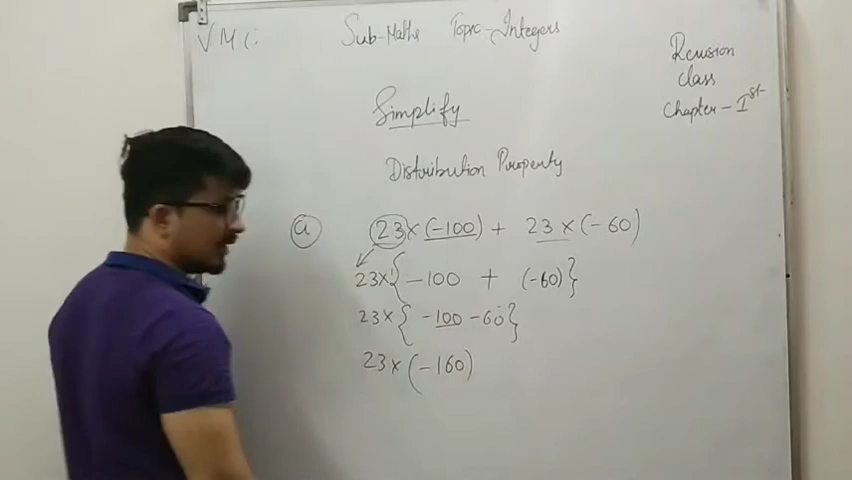 VMC:
Sub-Maths Topic-Integers
Revision
class
Chapter - Ist
Simplify
Distribution Property
a 23×(-100) + 23×(-60)
23×{-100 + (-60)}
23×{-100-60}
23×(-160)